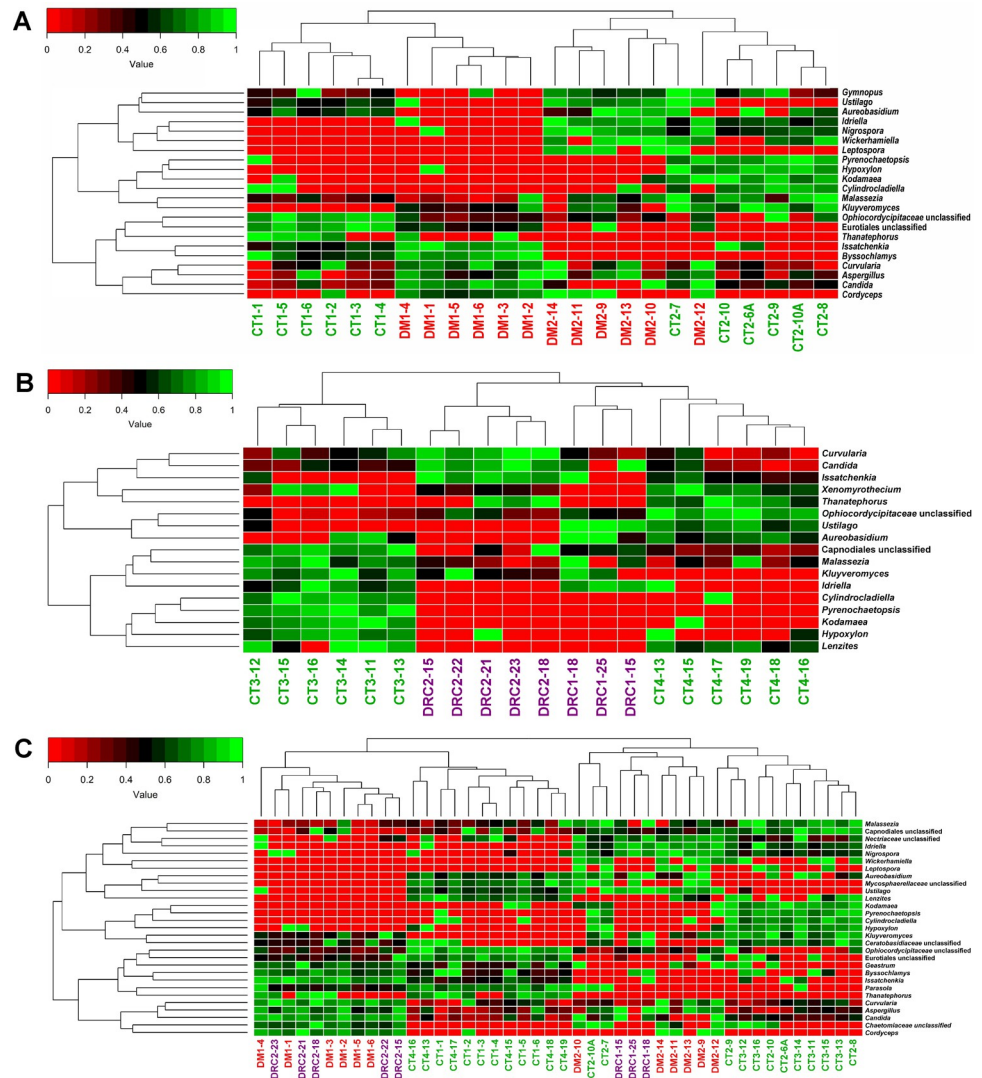 A
0 0.2 0.4 0.6 0.8 1
Value
Gymnopus
Ustilago
Aureobasidium
Idriella
Nigrospora
Wickerhamiella
Leptospora
Pyrenochaetopsis
Hypoxylon
Kodamaea
Cylindrocladiella
Malassezia
Kluyveromyces
Ophiocordycipitaceae unclassified
Eurotiales unclassified
Thanatephorus
Issatchenkia
Byssochlamys
Curvularia
Aspergillus
Candida
Cordyceps
CT1-1 CT1-5 CT1-6 CT1-2 CT1-3 CT1-4 DM1-4 DM1-1 DM1-5 DM1-6 DM1-3 DM1-2 DM2-14 DM2-11 DM2-9 DM2-13 DM2-10 CT2-7 DM2-12 CT2-10 CT2-6A CT2-9 CT2-10A CT2-8
B
0 0.2 0.4 0.6 0.8 1
Value
Curvularia
Candida
Issatchenkia
Xenomyrothecium
Thanatephorus
Ophiocordycipitaceae unclassified
Ustilago
Aureobasidium
Capnodiales unclassified
Malassezia
Kluyveromyces
Idriella
Cylindrocladiella
Pyrenochaetopsis
Kodamaea
Hypoxylon
Lenzites
CT3-12 CT3-15 CT3-16 CT3-14 CT3-11 CT3-13 DRC2-15 DRC2-22 DRC2-21 DRC2-23 DRC2-18 DRC1-18 DRC1-25 DRC1-15 CT4-13 CT4-15 CT4-17 CT4-19 CT4-18 CT4-16
C
0 0.2 0.4 0.6 0.8 1
Value
Malassezia
Capnodiales unclassified
Nectriaceae unclassified
Idriella
Nigrospora
Wickerhamiella
Leptospora
Aureobasidium
Mycosphaerellaceae unclassified
Ustilago
Lenzites
Kodamaea
Pyrenochaetopsis
Cylindrocladiella
Hypoxylon
Kluyveromyces
Ceratobasidiaceae unclassified
Ophiocordycipitaceae unclassified
Eurotiales unclassified
Geastrum
Byssochlamys
Issatchenkia
Parasola
Thanatephorus
Curvularia
Aspergillus
Candida
Chaetomiaceae unclassified
Cordyceps
DM1-4 DRC2-23 DM1-1 DRC2-21 DRC2-18 DM1-3 DM1-2 DM1-5 DM1-6 DRC2-22 DRC2-15 CT4-16 CT4-13 CT1-1 CT4-17 CT1-2 CT1-3 CT1-4 CT4-15 CT1-5 CT1-6 CT4-18 CT4-19 DM2-10 CT2-10A CT2-7 DRC1-15 DRC1-25 DRC1-18 DM2-14 DM2-11 DM2-13 DM2-9 DM2-12 CT2-9 CT3-12 CT3-16 CT2-10 CT2-6A CT3-14 CT3-11 CT3-15 CT3-13 CT2-8